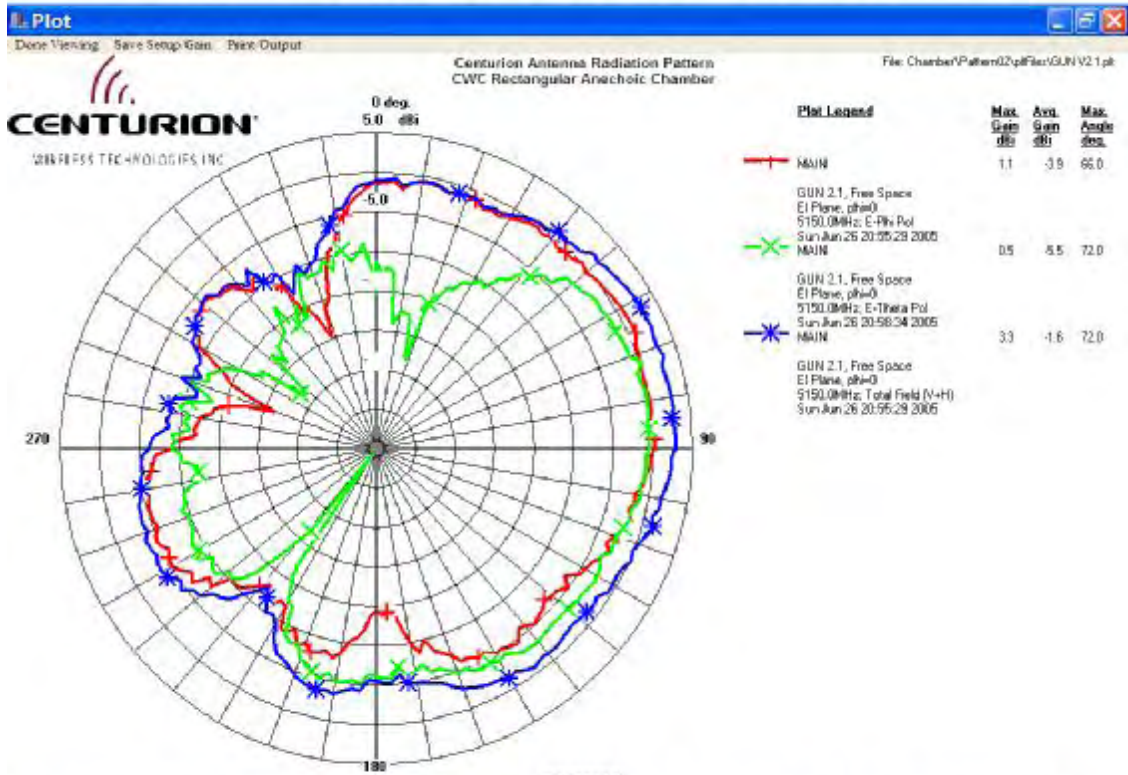 Plot
Done Viewing Save Setup/Gain Print Output
Centurion Antenna Radiation Pattern
CWC Rectangular Anechoic Chamber
File: Chamber\Pattern02\pltFiles\GUN V2 1.plt
CENTURION
WIRELESS TECHNOLOGIES INC
0 deg.
5.0 dBi
-5.0
270
90
180
Plot Legend Max. Gain dBi Avg. Gain dBi Max. Angle deg.
MAIN 1.1 -3.9 66.0
GUN 2.1, Free Space
El Plane, phi=0
5150.0MHz; E-Phi Pol
Sun Jun 26 20:55:29 2005
MAIN 0.5 -5.5 72.0
GUN 2.1, Free Space
El Plane, phi=0
5150.0MHz; E-Theta Pol
Sun Jun 26 20:58:34 2005
MAIN 3.3 -1.6 72.0
GUN 2.1, Free Space
El Plane, phi=0
5150.0MHz; Total Field (V+H)
Sun Jun 26 20:55:29 2005